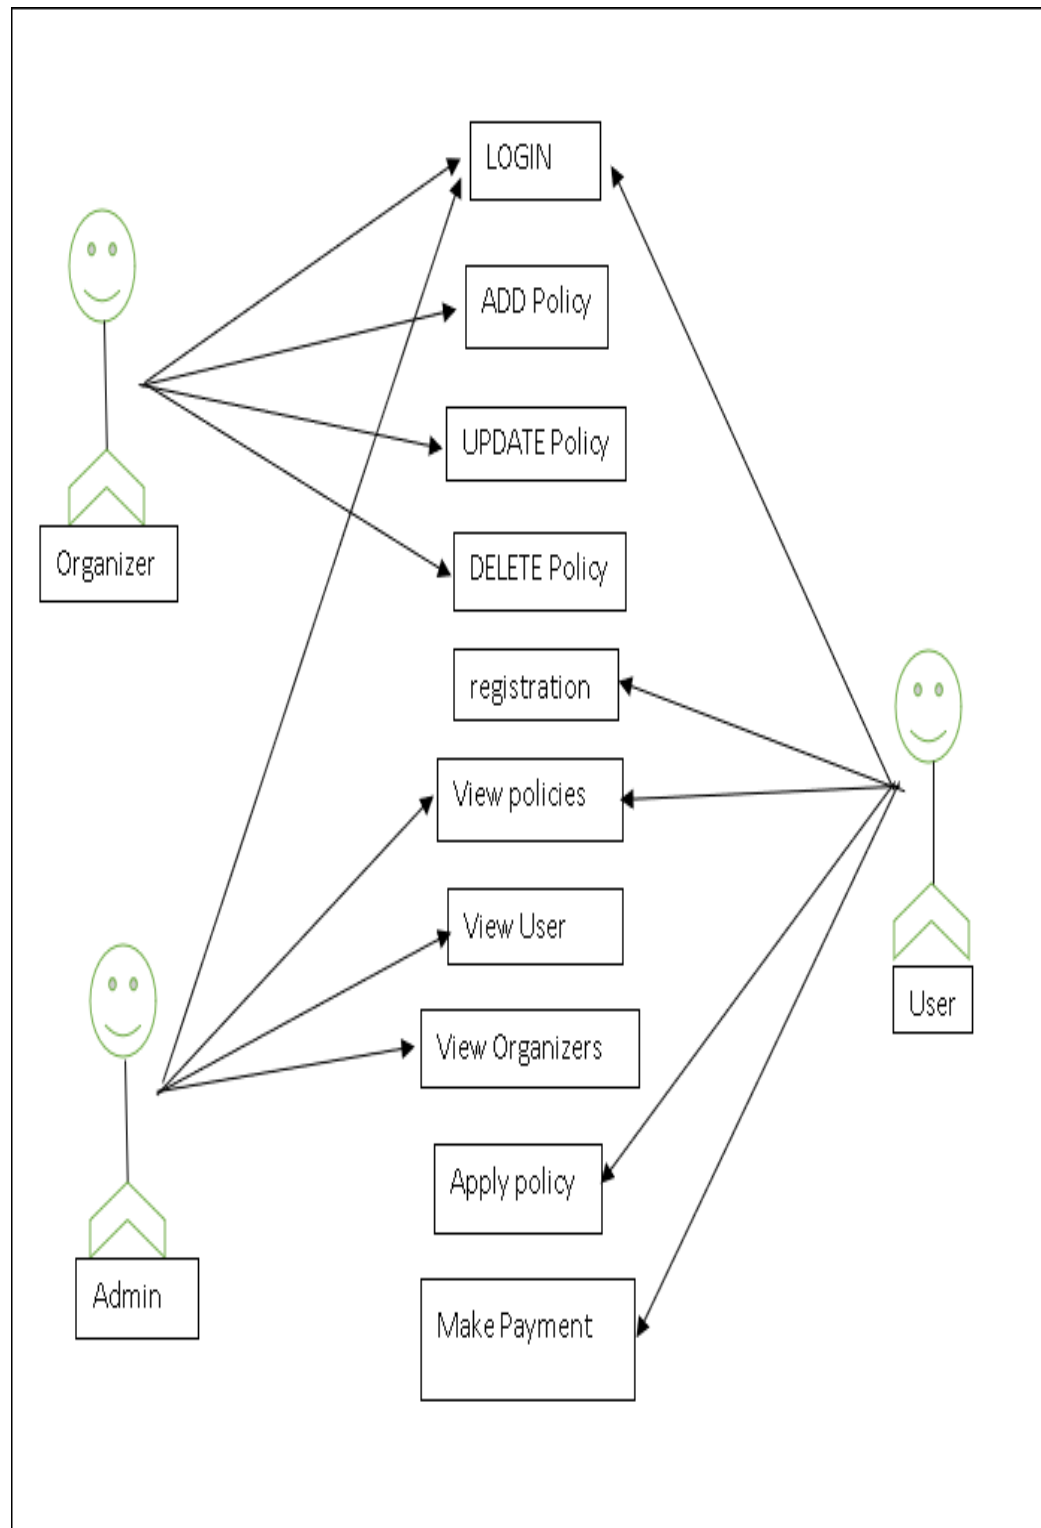 LOGIN
ADD Policy
UPDATE Policy
Organizer
DELETE Policy
registration
View policies
View User
User
View Organizers
Apply policy
Admin
Make Payment